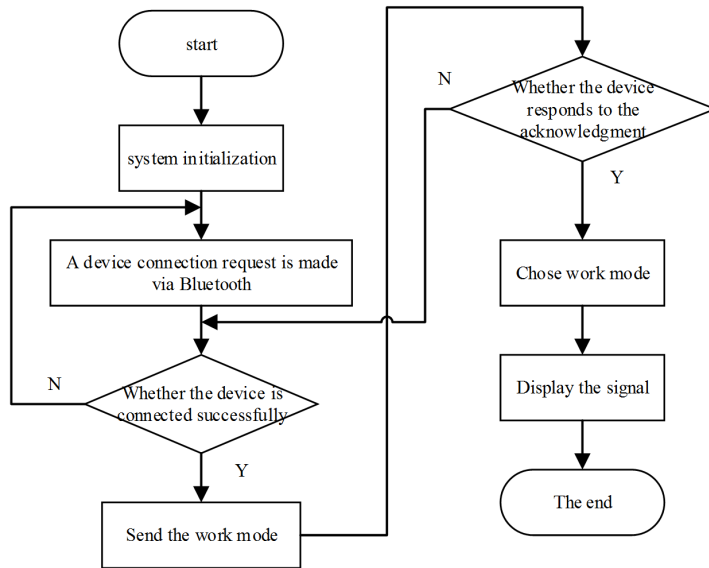 start
system initialization
A device connection request is made
via Bluetooth
N
Whether the device is
connected successfully
Y
Send the work mode
N
Whether the device
responds to the
acknowledgment
Y
Chose work mode
Display the signal
The end